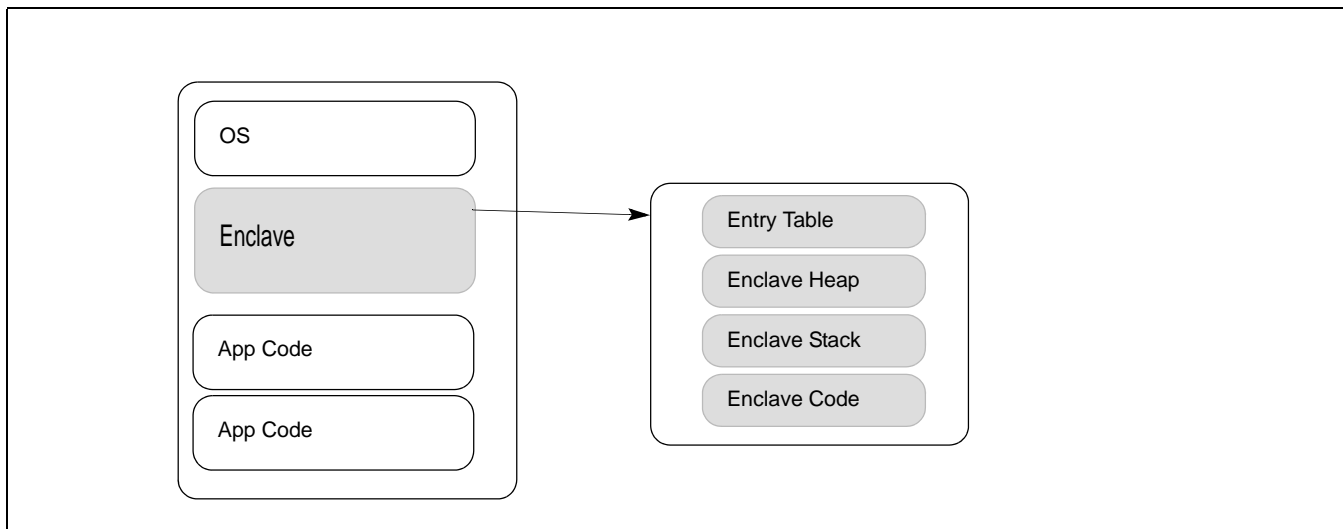 OS
Enclave
App Code
App Code
Entry Table
Enclave Heap
Enclave Stack
Enclave Code